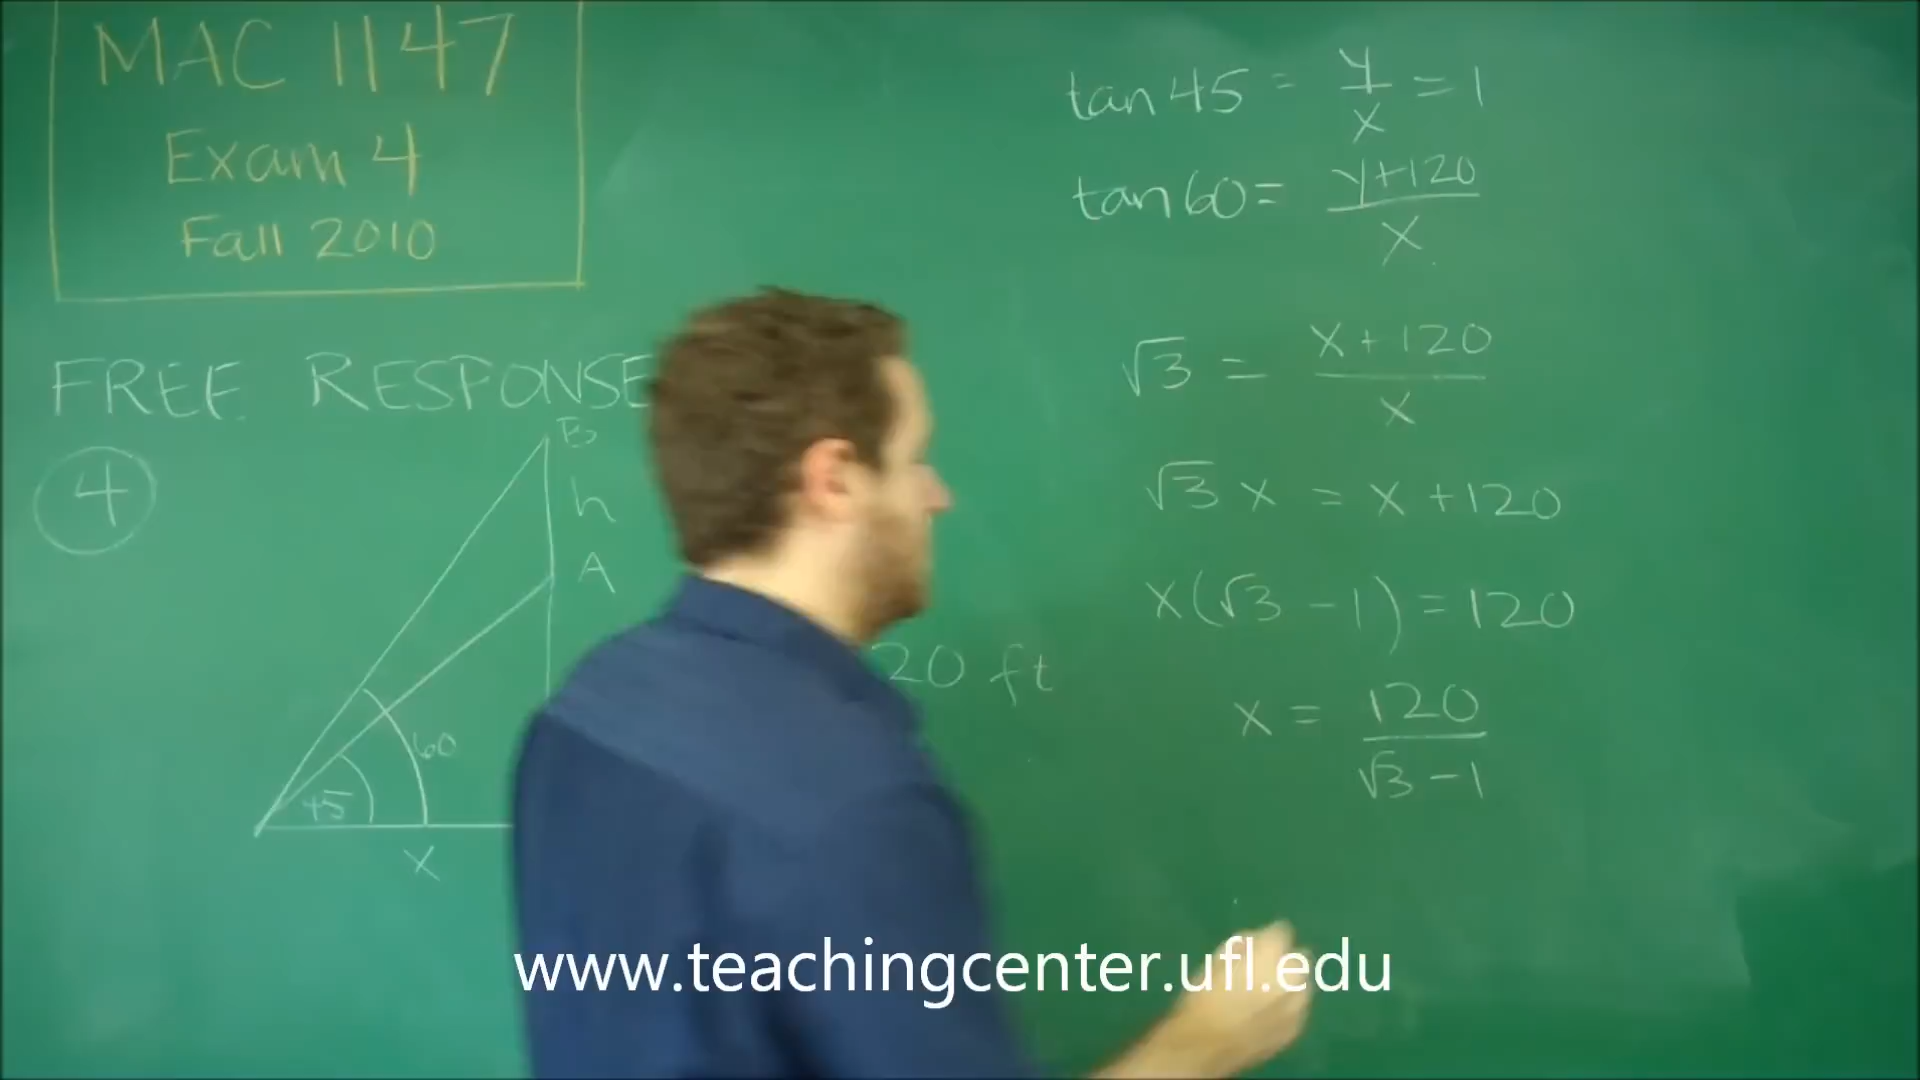 MAC 1147
Exam 4
Fall 2010
FREE RESPONSE
4
B
h
A
60
45
x
20 ft
tan 45 = y/x = 1
tan 60 = y+120/x
√3 = x+120/x
√3 x = x +120
x(√3 - 1) = 120
x = 120/√3 - 1
www.teachingcenter.ufl.edu